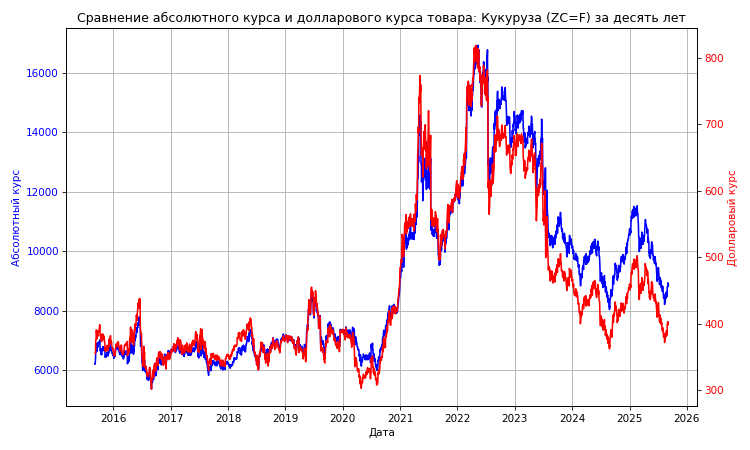 Сравнение абсолютного курса и долларового курса товара: Кукуруза (ZC=F) за десять лет
16000
14000
12000
10000
8000
6000
Абсолютный курс
800
700
600
500
400
300
Долларовый курс
2016 2017 2018 2019 2020 2021 2022 2023 2024 2025 2026
Дата